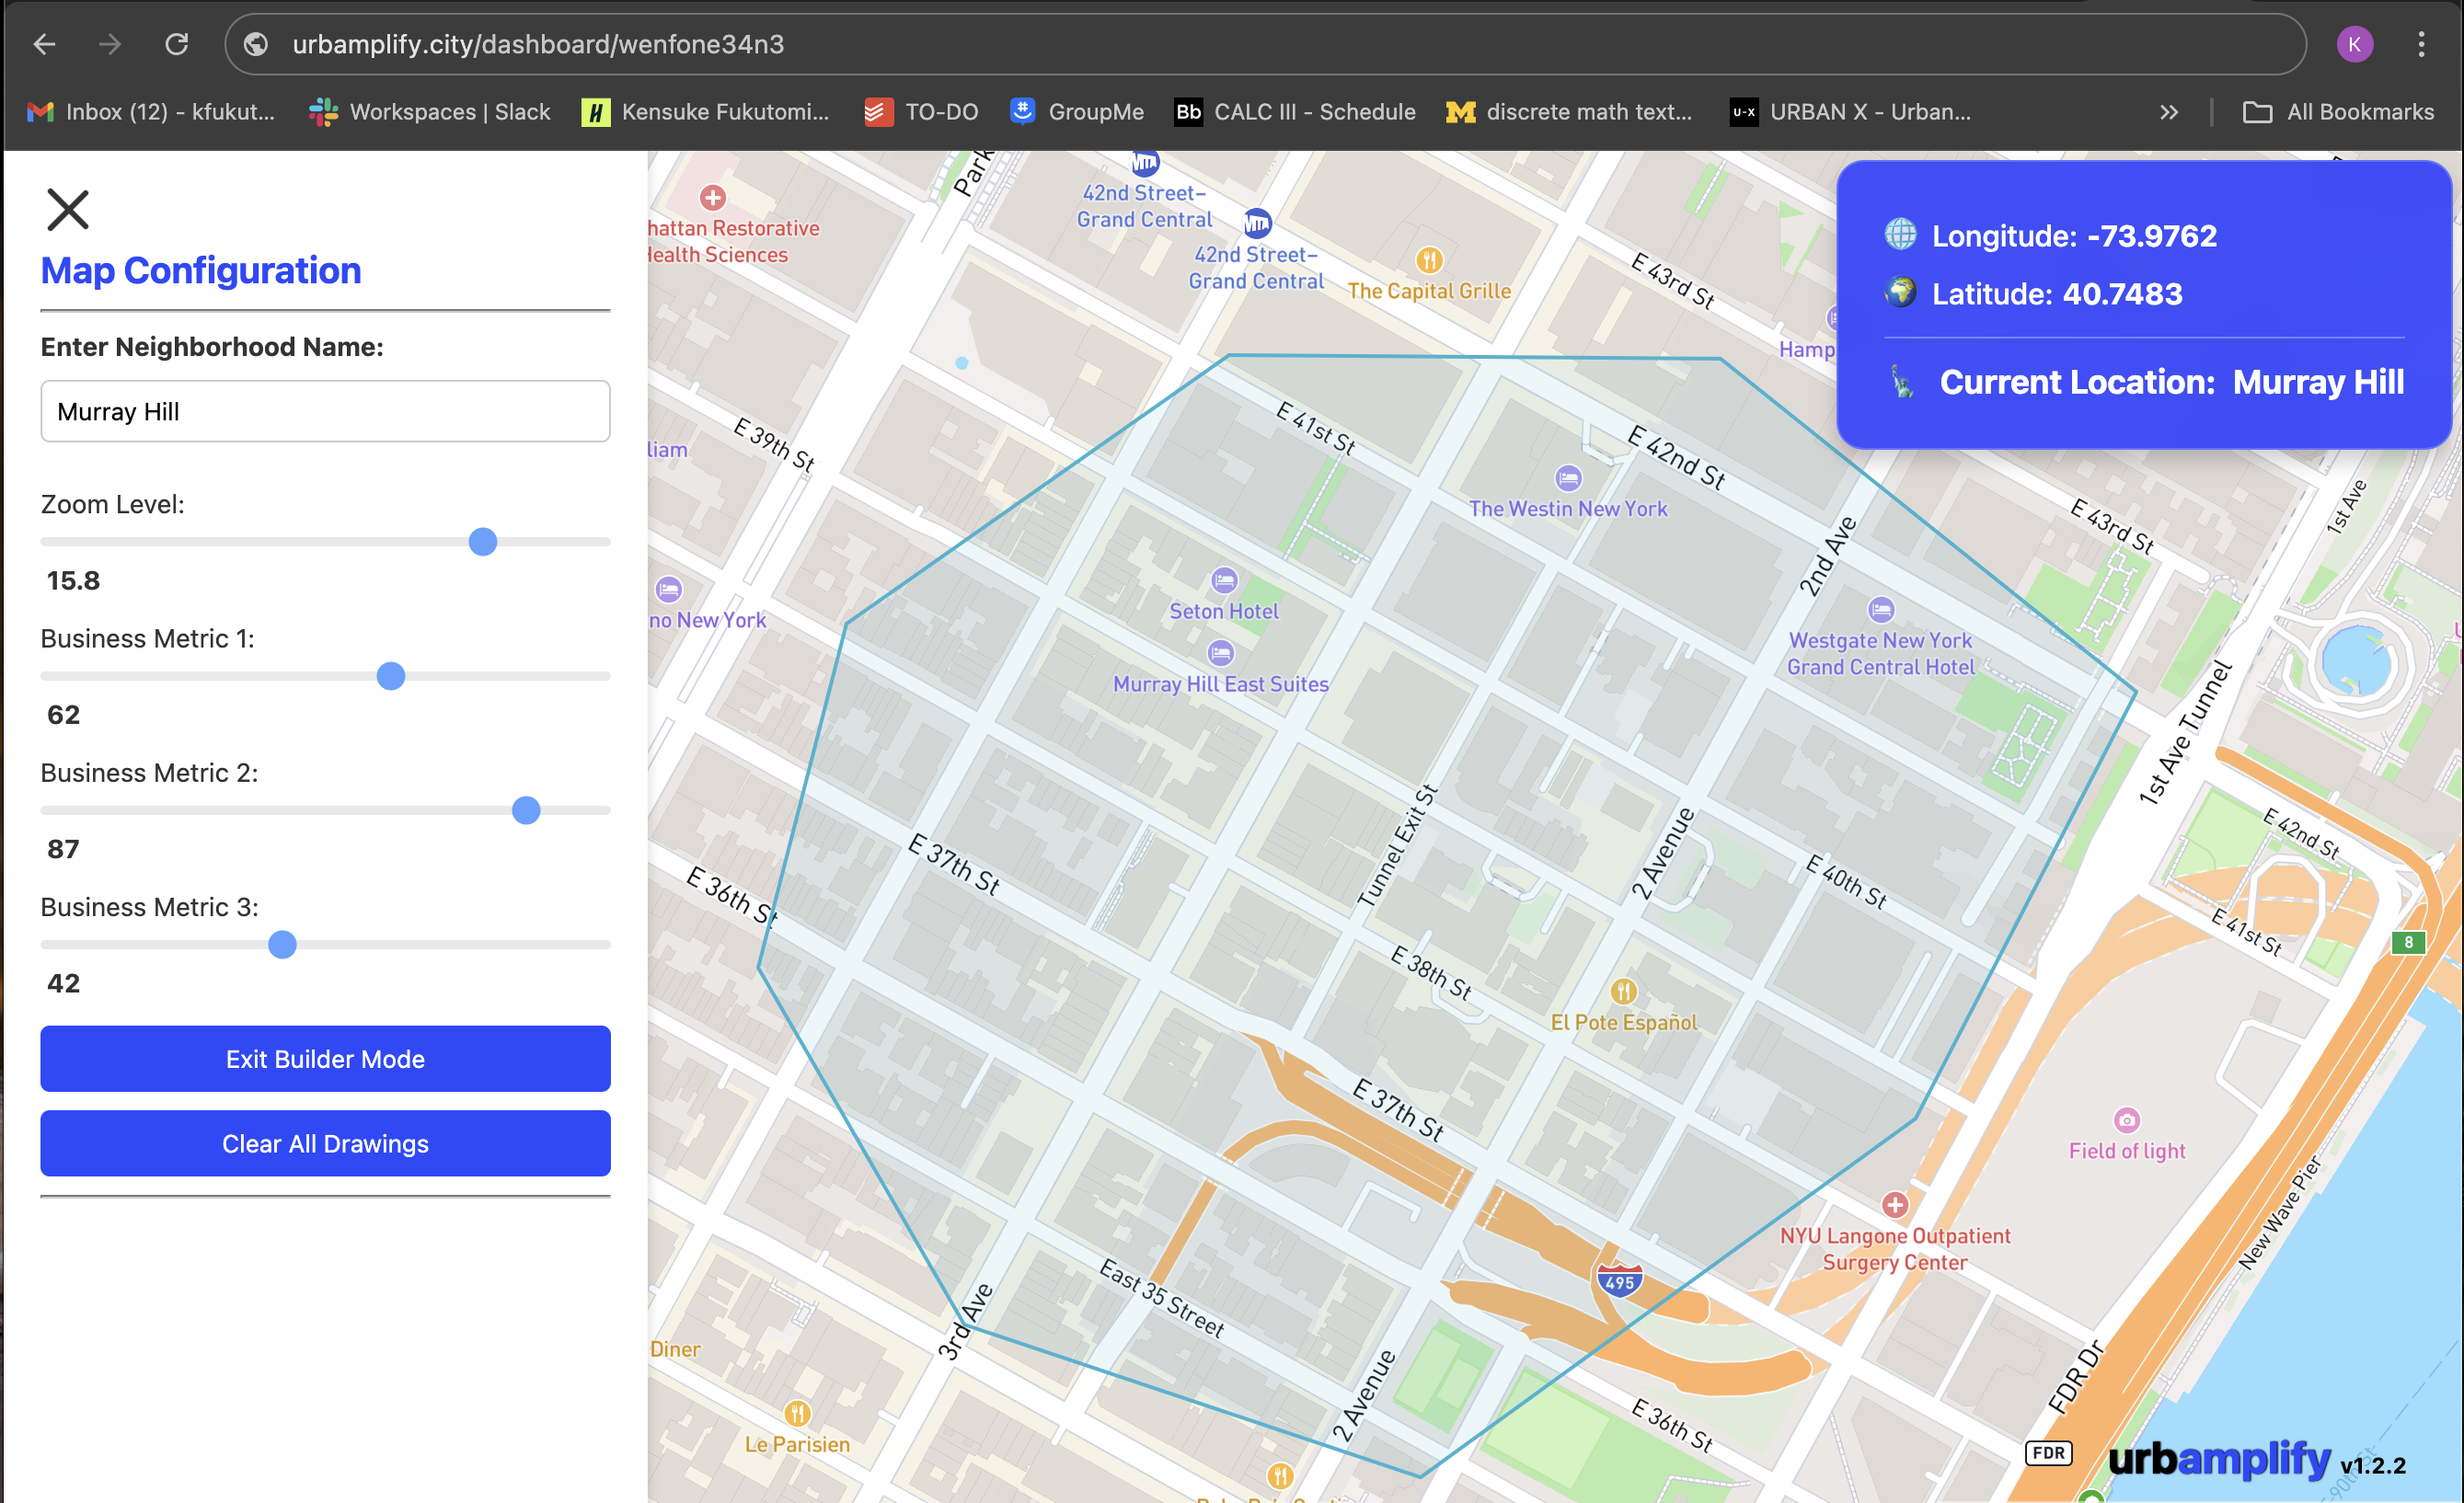 urbamplify.city/dashboard/wenfone34n3
K
Inbox (12) - kfukut...
Workspaces | Slack
H
Kensuke Fukutomi...
TO-DO
GroupMe
Bb
CALC III - Schedule
M
discrete math text...
U-X
URBAN X - Urban...
»
All Bookmarks
Map Configuration
Enter Neighborhood Name:
Murray Hill
Zoom Level:
15.8
Business Metric 1:
62
Business Metric 2:
87
Business Metric 3:
42
Exit Builder Mode
Clear All Drawings
Longitude: -73.9762
Latitude: 40.7483
Current Location: Murray Hill
Park
MTA
42nd Street–
Grand Central
MTA
42nd Street–
Grand Central
hattan Restorative
Health Sciences
The Capital Grille
E 43rd St
Hamp
E 39th St
liam
E 41st St
E 42nd St
The Westin New York
2nd Ave
E 43rd St
1st Ave
Seton Hotel
no New York
Murray Hill East Suites
Westgate New York
Grand Central Hotel
1st Ave Tunnel
E 37th St
E 36th St
Tunnel Exit St
2 Avenue
E 40th St
E 42nd St
E 41st St
8
E 38th St
El Pote Español
E 37th St
Field of light
NYU Langone Outpatient
Surgery Center
New Wave Pier
495
East 35 Street
3rd Ave
Diner
2 Avenue
E 36th St
FDR Dr
Le Parisien
FDR
urbamplify v1.2.2